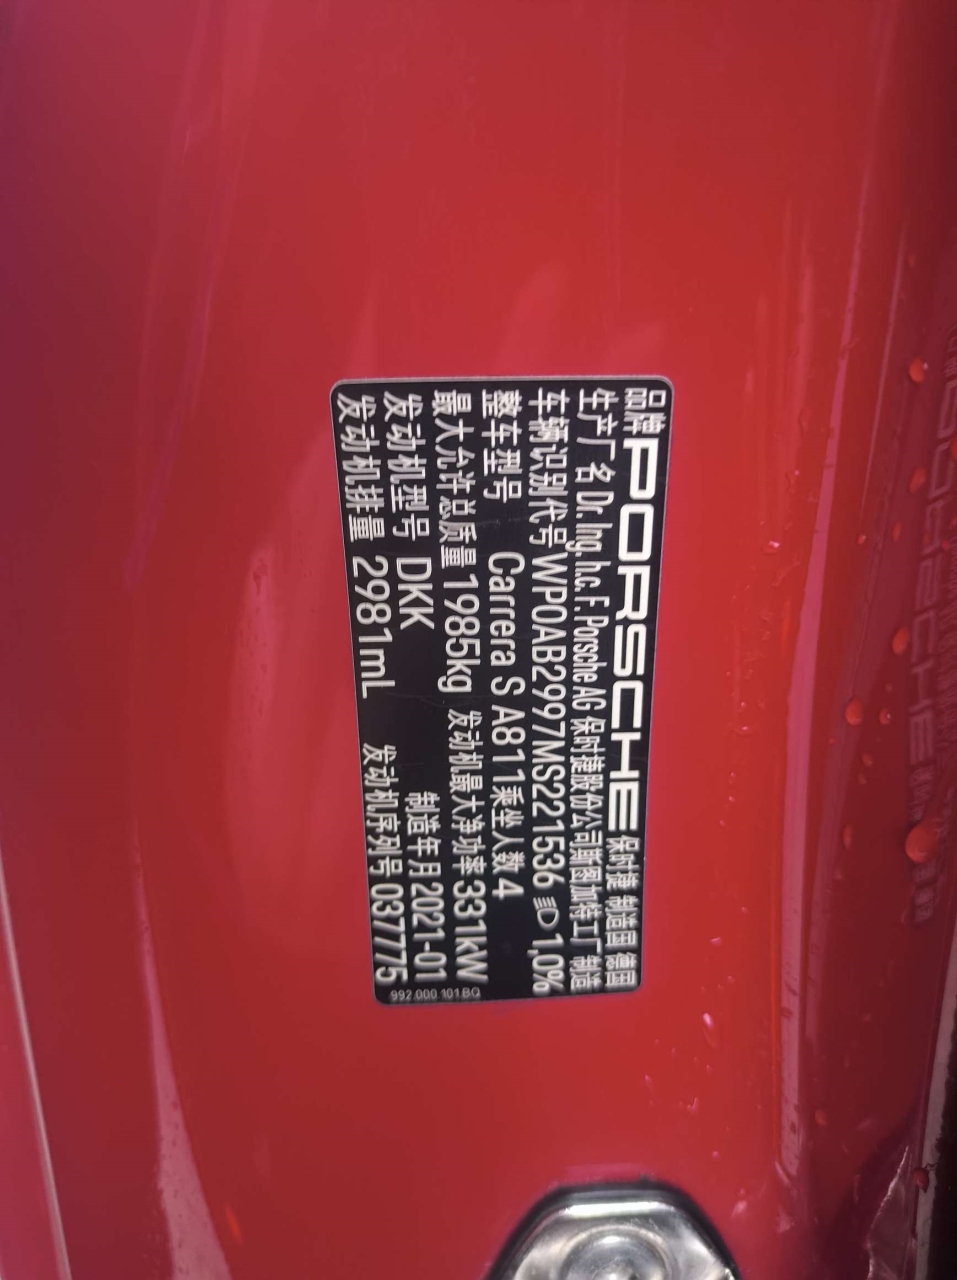 品牌 PORSCHE 保时捷 制造国 德国
生产厂名 Dr. Ing. h.c. F. Porsche AG 保时捷股份公司斯图加特工厂制造
车辆识别代号 WP0AB2997MS221536 1,0%
整车型号 Carrera S A811 乘坐人数 4
最大允许总质量 1985kg 发动机最大净功率 331KW
发动机型号 DKK 制造年月 2021-01
发动机排量 2981mL 发动机序列号 037775
992.000.101.BQ